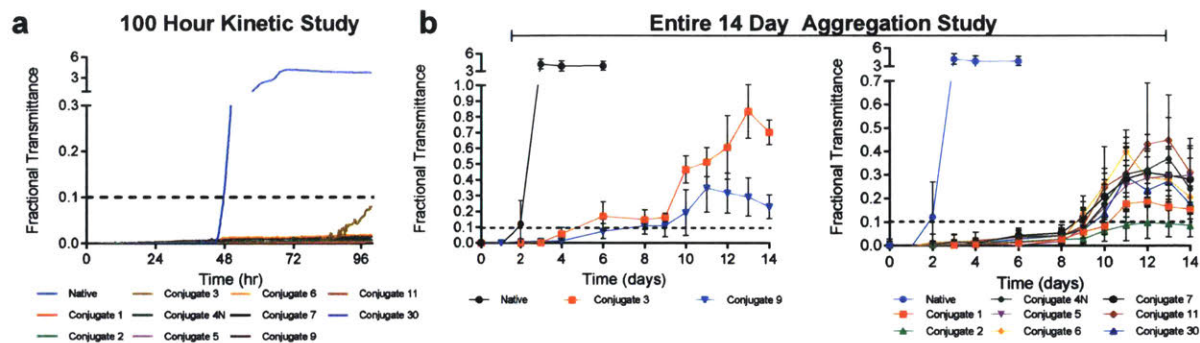 a 100 Hour Kinetic Study
Fractional Transmittance
6
3
0.3
0.2
0.1
0.0
0 24 48 72 96
Time (hr)
Native Conjugate 3 Conjugate 6 Conjugate 11
Conjugate 1 Conjugate 4N Conjugate 7 Conjugate 30
Conjugate 2 Conjugate 5 Conjugate 9
b Entire 14 Day Aggregation Study
Fractional Transmittance
6
3
1.0
0.9
0.8
0.7
0.6
0.5
0.4
0.3
0.2
0.1
0.0
0 2 4 6 8 10 12 14
Time (days)
Native Conjugate 3 Conjugate 9
Fractional Transmittance
6
3
0.7
0.6
0.5
0.4
0.3
0.2
0.1
0.0
0 2 4 6 8 10 12 14
Time (days)
Native Conjugate 4N Conjugate 7
Conjugate 1 Conjugate 5 Conjugate 11
Conjugate 2 Conjugate 6 Conjugate 30